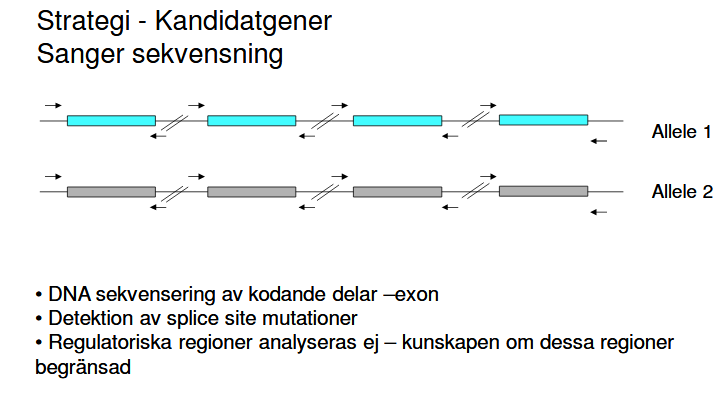 Strategi - Kandidatgener
Sanger sekvensning
Allele 1
Allele 2
• DNA sekvensering av kodande delar –exon
• Detektion av splice site mutationer
• Regulatoriska regioner analyseras ej – kunskapen om dessa regioner
begränsad